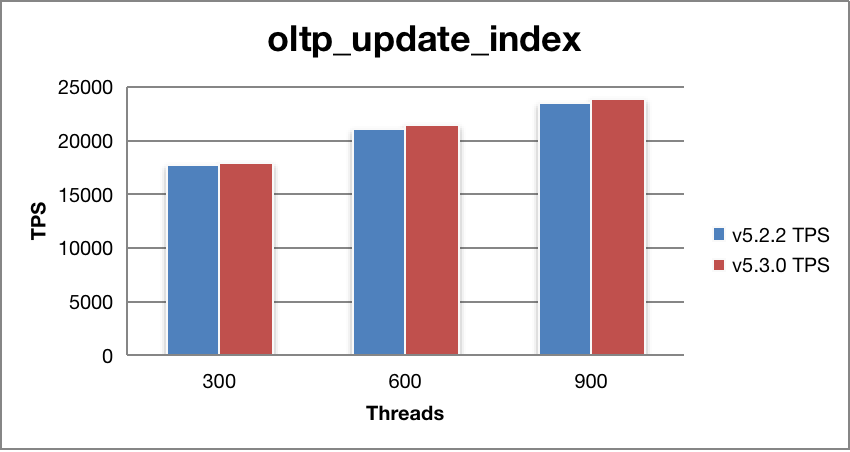 oltp_update_index
25000
20000
15000
10000
5000
0
TPS
300 600 900
Threads
v5.2.2 TPS
v5.3.0 TPS